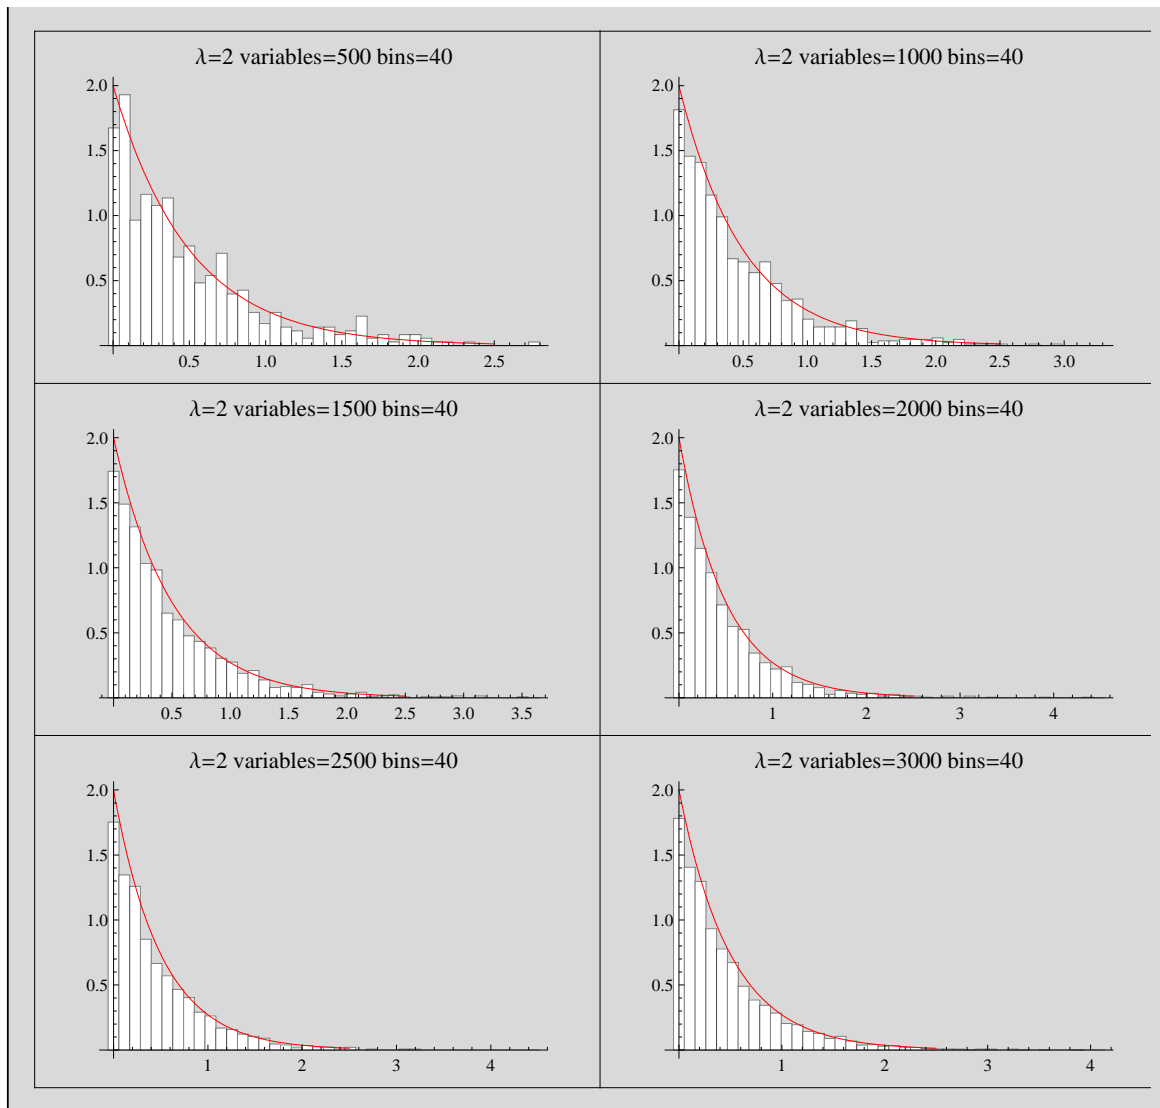 λ=2 variables=500 bins=40
2.0
1.5
1.0
0.5
0.5 1.0 1.5 2.0 2.5
λ=2 variables=1000 bins=40
2.0
1.5
1.0
0.5
0.5 1.0 1.5 2.0 2.5 3.0
λ=2 variables=1500 bins=40
2.0
1.5
1.0
0.5
0.5 1.0 1.5 2.0 2.5 3.0 3.5
λ=2 variables=2000 bins=40
2.0
1.5
1.0
0.5
1 2 3 4
λ=2 variables=2500 bins=40
2.0
1.5
1.0
0.5
1 2 3 4
λ=2 variables=3000 bins=40
2.0
1.5
1.0
0.5
1 2 3 4